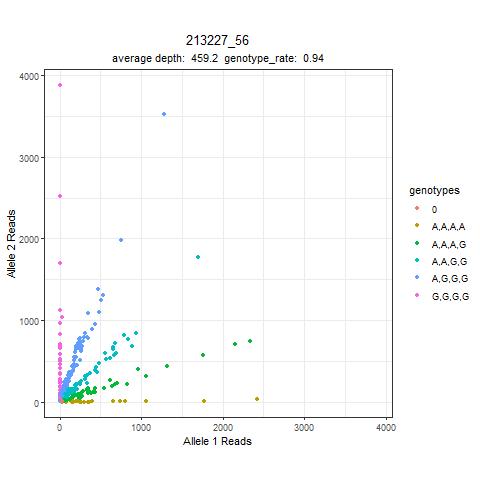 213227_56
average depth:  459.2  genotype_rate:  0.94
4000
3000
2000
1000
0
Allele 2 Reads
0
1000
2000
3000
4000
Allele 1 Reads
genotypes
0
A.A.A.A
A.A.A.G
A.A.G.G
A.G.G.G
G.G.G.G